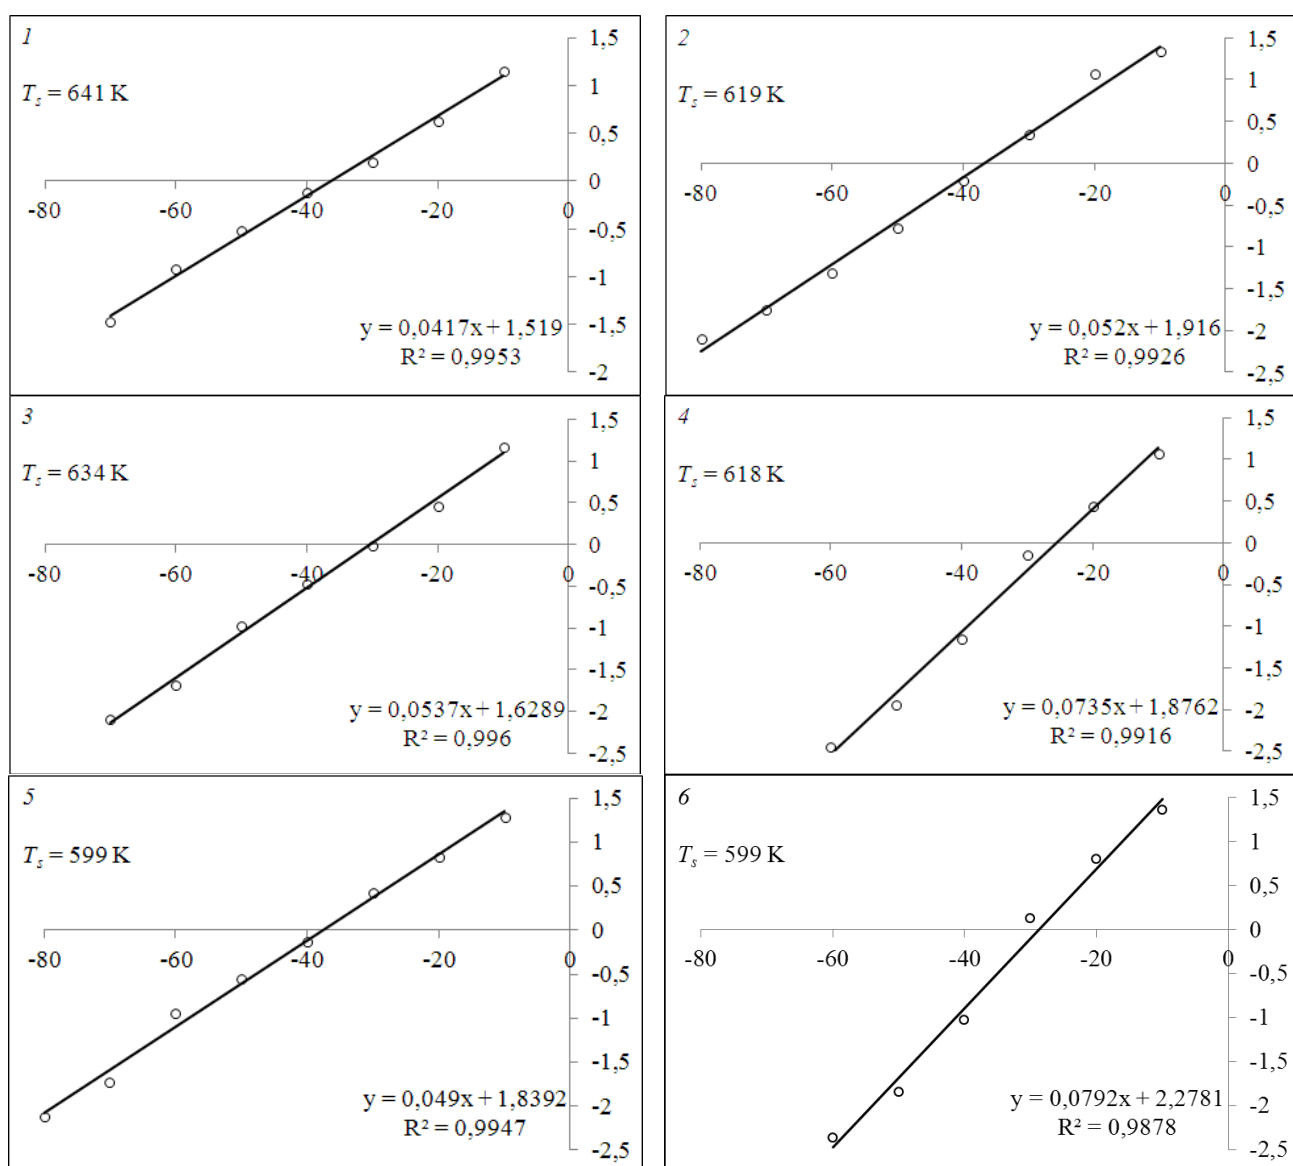 1
T_s = 641 K
1,5
1
0,5
0
-0,5
-1
-1,5
-2
-80 -60 -40 -20 0
y = 0,0417x + 1,519
R² = 0,9953
2
T_s = 619 K
1,5
1
0,5
0
-0,5
-1
-1,5
-2
-2,5
-80 -60 -40 -20 0
y = 0,052x + 1,916
R² = 0,9926
3
T_s = 634 K
1,5
1
0,5
0
-0,5
-1
-1,5
-2
-2,5
-80 -60 -40 -20 0
y = 0,0537x + 1,6289
R² = 0,996
4
T_s = 618 K
1,5
1
0,5
0
-0,5
-1
-1,5
-2
-2,5
-80 -60 -40 -20 0
y = 0,0735x + 1,8762
R² = 0,9916
5
T_s = 599 K
1,5
1
0,5
0
-0,5
-1
-1,5
-2
-2,5
-80 -60 -40 -20 0
y = 0,049x + 1,8392
R² = 0,9947
6
T_s = 599 K
1,5
1
0,5
0
-0,5
-1
-1,5
-2
-2,5
-80 -60 -40 -20 0
y = 0,0792x + 2,2781
R² = 0,9878